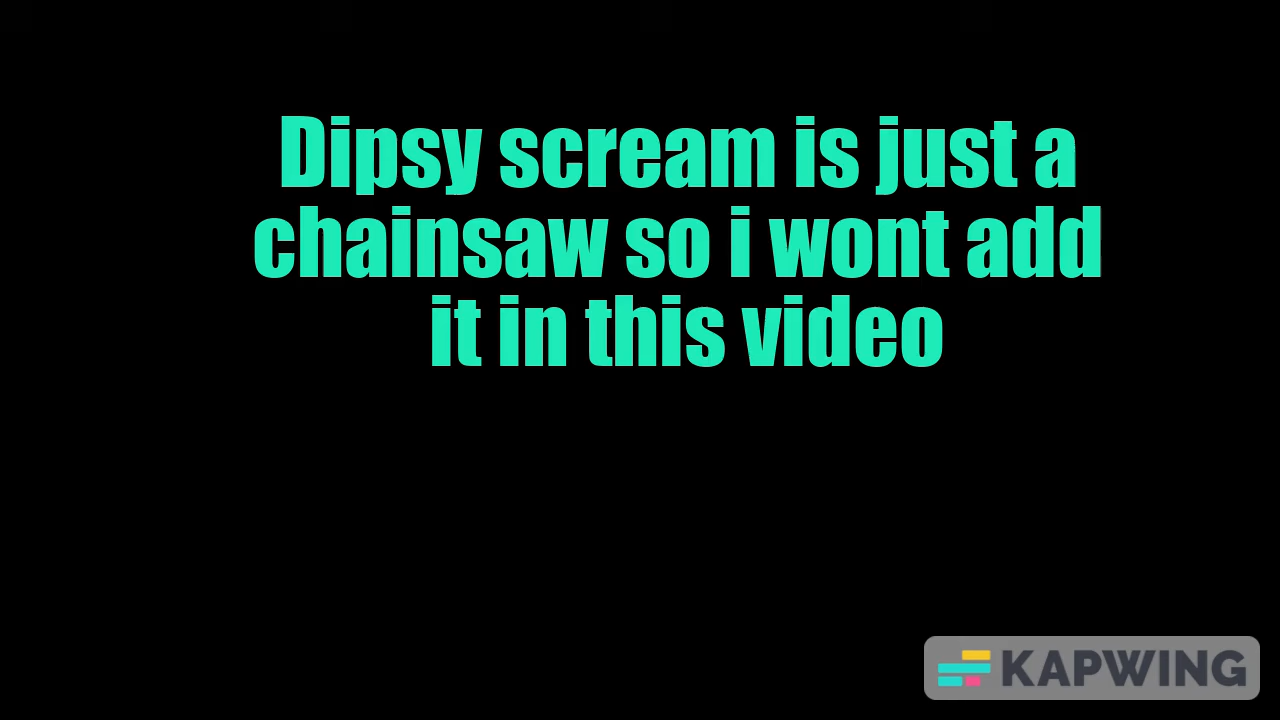 Dipsy scream is just a
chainsaw so i wont add
it in this video
KAPWING